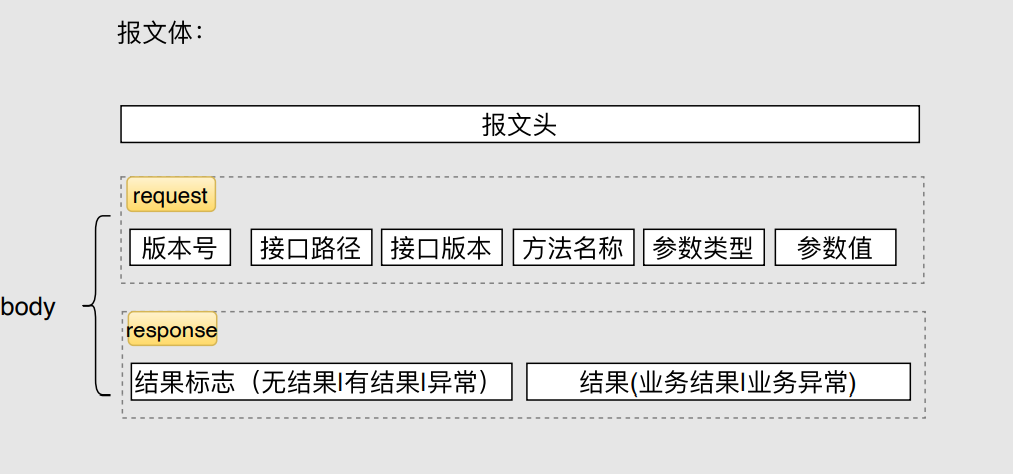 报文体：
报文头
request
版本号 接口路径 接口版本 方法名称 参数类型 参数值
body
response
结果标志（无结果|有结果|异常） 结果(业务结果|业务异常)